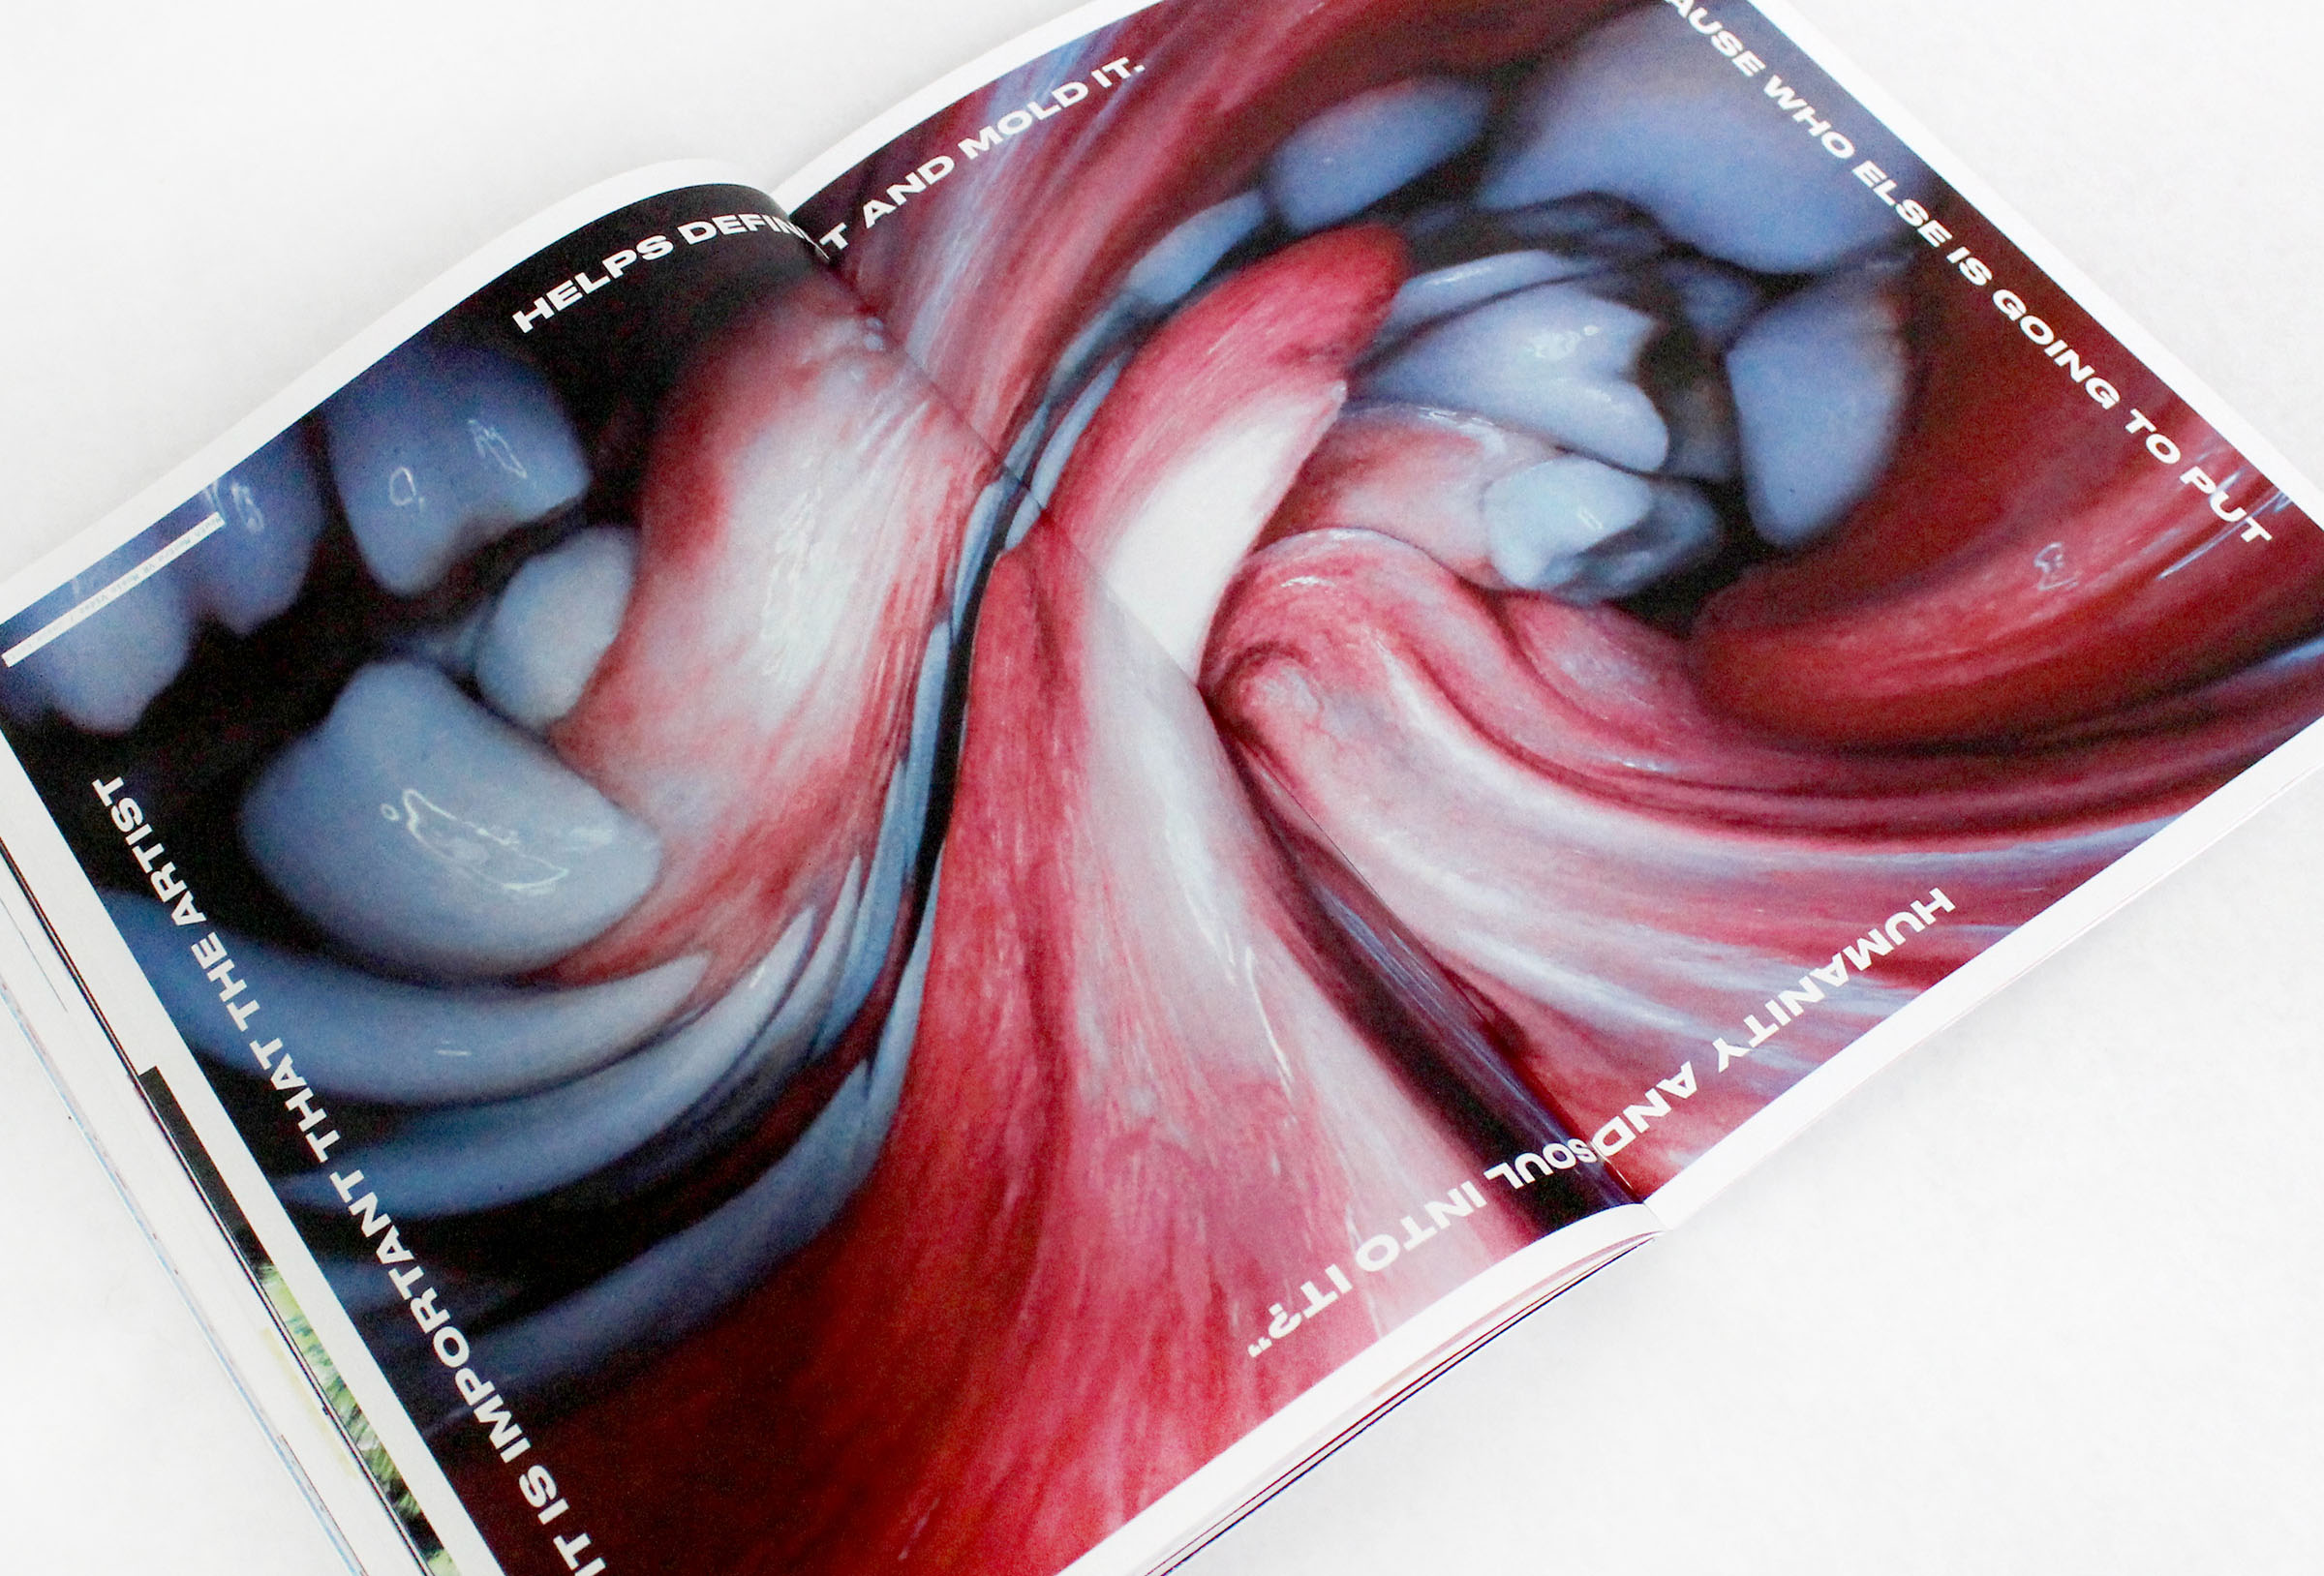 IT IS IMPORTANT THAT THE ARTIST
HELPS DEFIN
T AND MOLD IT.
AUSE WHO ELSE IS GOING TO PUT
HUMANITY AND
SOUL INTO IT?"